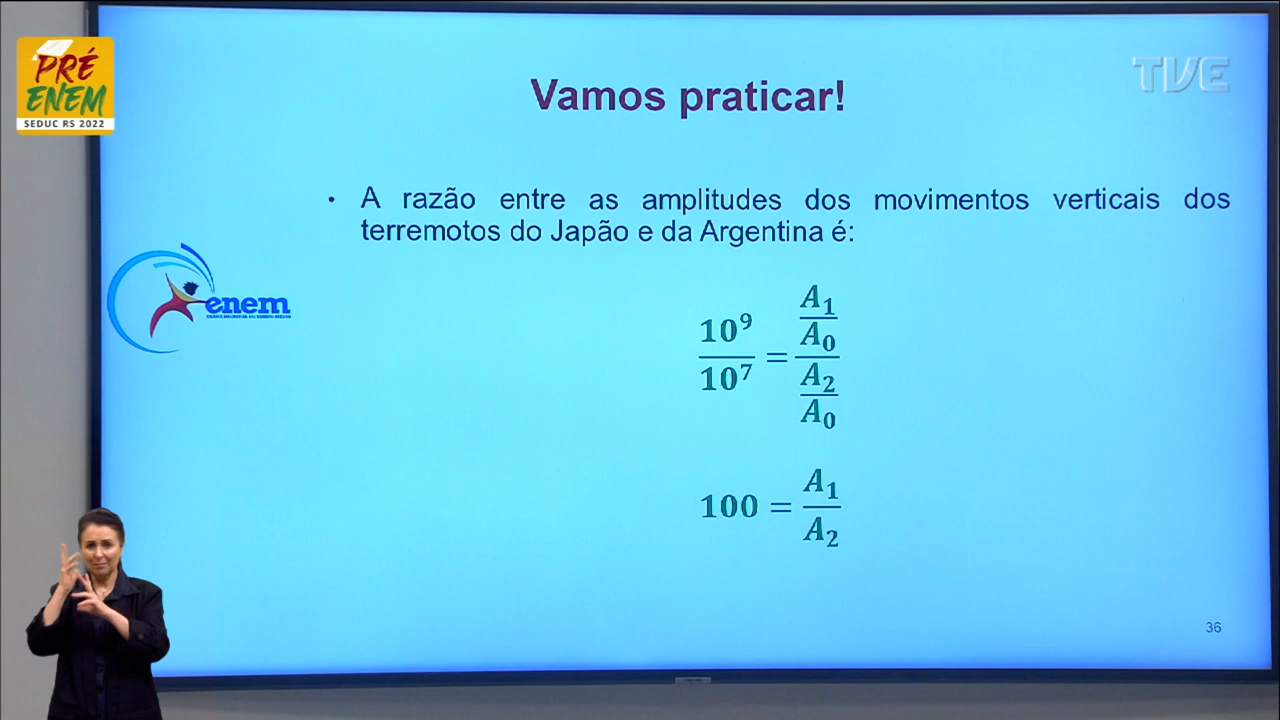 PRÉ
ENEM
SEDUC RS 2022
TVE
Vamos praticar!
• A razão entre as amplitudes dos movimentos verticais dos
terremotos do Japão e da Argentina é:
enem
10⁹/10⁷ = (A₁/A₀)/(A₂/A₀)
100 = A₁/A₂
36